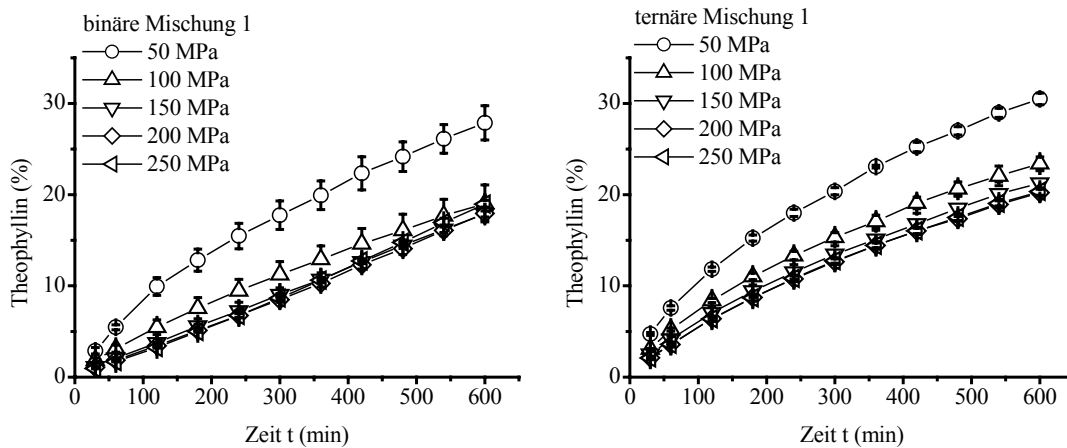 binäre Mischung 1
50 MPa
100 MPa
150 MPa
200 MPa
250 MPa
30
20
10
0
Theophyllin (%)
0 100 200 300 400 500 600
Zeit t (min)
ternäre Mischung 1
50 MPa
100 MPa
150 MPa
200 MPa
250 MPa
30
20
10
0
Theophyllin (%)
0 100 200 300 400 500 600
Zeit t (min)